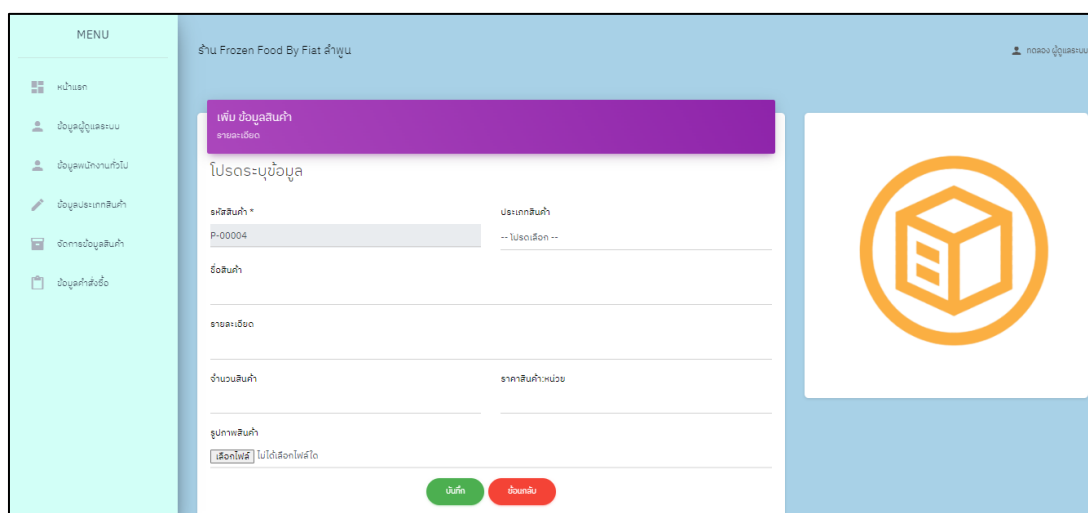 MENU
หน้าแรก
ข้อมูลผู้ดูแลระบบ
ข้อมูลพนักงานทั่วไป
ข้อมูลประเภทสินค้า
จัดการข้อมูลสินค้า
ข้อมูลคำสั่งซื้อ
ร้าน Frozen Food By Fiat ลำพูน
ทดลอง ผู้ดูแลระบบ
เพิ่ม ข้อมูลสินค้า
รายละเอียด
โปรดระบุข้อมูล
รหัสสินค้า * ประเภทสินค้า
P-00004 -- โปรดเลือก --
ชื่อสินค้า
รายละเอียด
จำนวนสินค้า ราคาสินค้า:หน่วย
รูปภาพสินค้า
เลือกไฟล์ ไม่ได้เลือกไฟล์ใด
บันทึก ย้อนกลับ